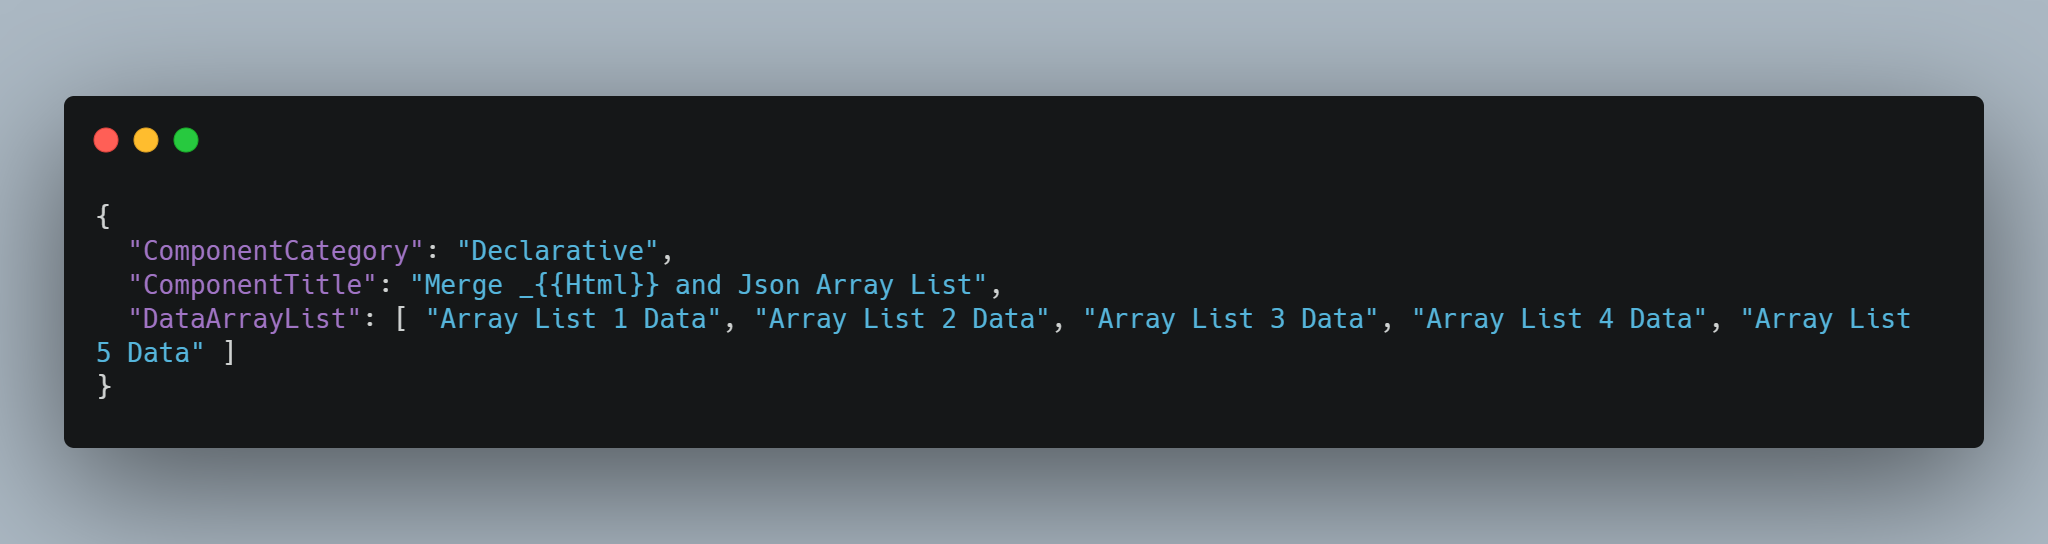 {
  "ComponentCategory": "Declarative",
  "ComponentTitle": "Merge _{{Html}} and Json Array List",
  "DataArrayList": [ "Array List 1 Data", "Array List 2 Data", "Array List 3 Data", "Array List 4 Data", "Array List
5 Data" ]
}